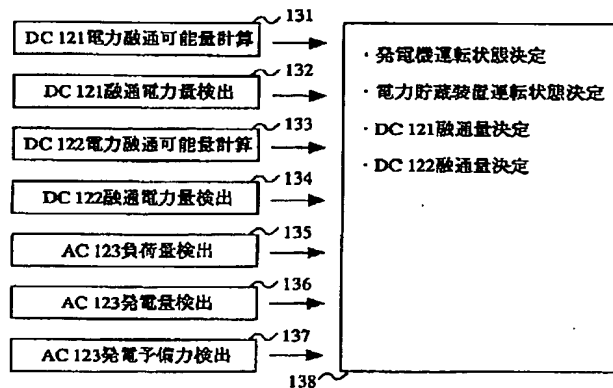 131
DC 121電力融通可能量計算
132
DC 121融通電力量検出
133
DC 122電力融通可能量計算
134
DC 122融通電力量検出
135
AC 123負荷量検出
136
AC 123発電量検出
137
AC 123発電予備力検出
・発電機運転状態決定
・電力貯蔵装置運転状態決定
・DC 121融通量決定
・DC 122融通量決定
138